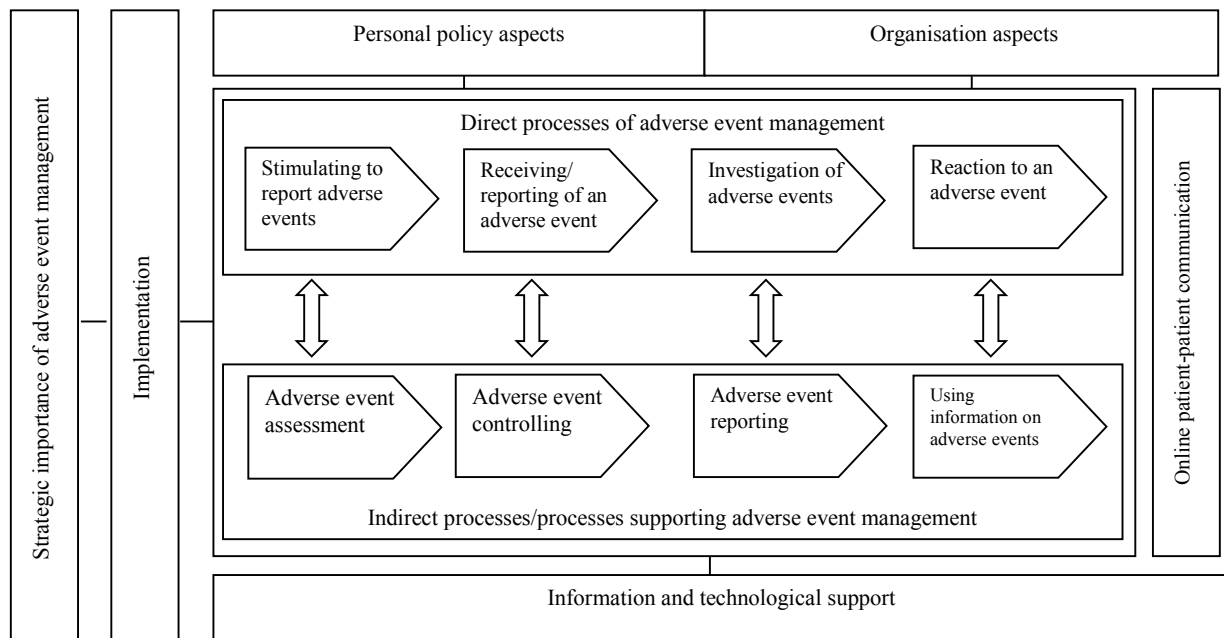 Strategic importance of adverse event management
Implementation
Personal policy aspects
Organisation aspects
Direct processes of adverse event management
Stimulating to
report adverse
events
Receiving/
reporting of an
adverse event
Investigation of
adverse events
Reaction to an
adverse event
Adverse event
assessment
Adverse event
controlling
Adverse event
reporting
Using
information on
adverse events
Indirect processes/processes supporting adverse event management
Online patient-patient communication
Information and technological support